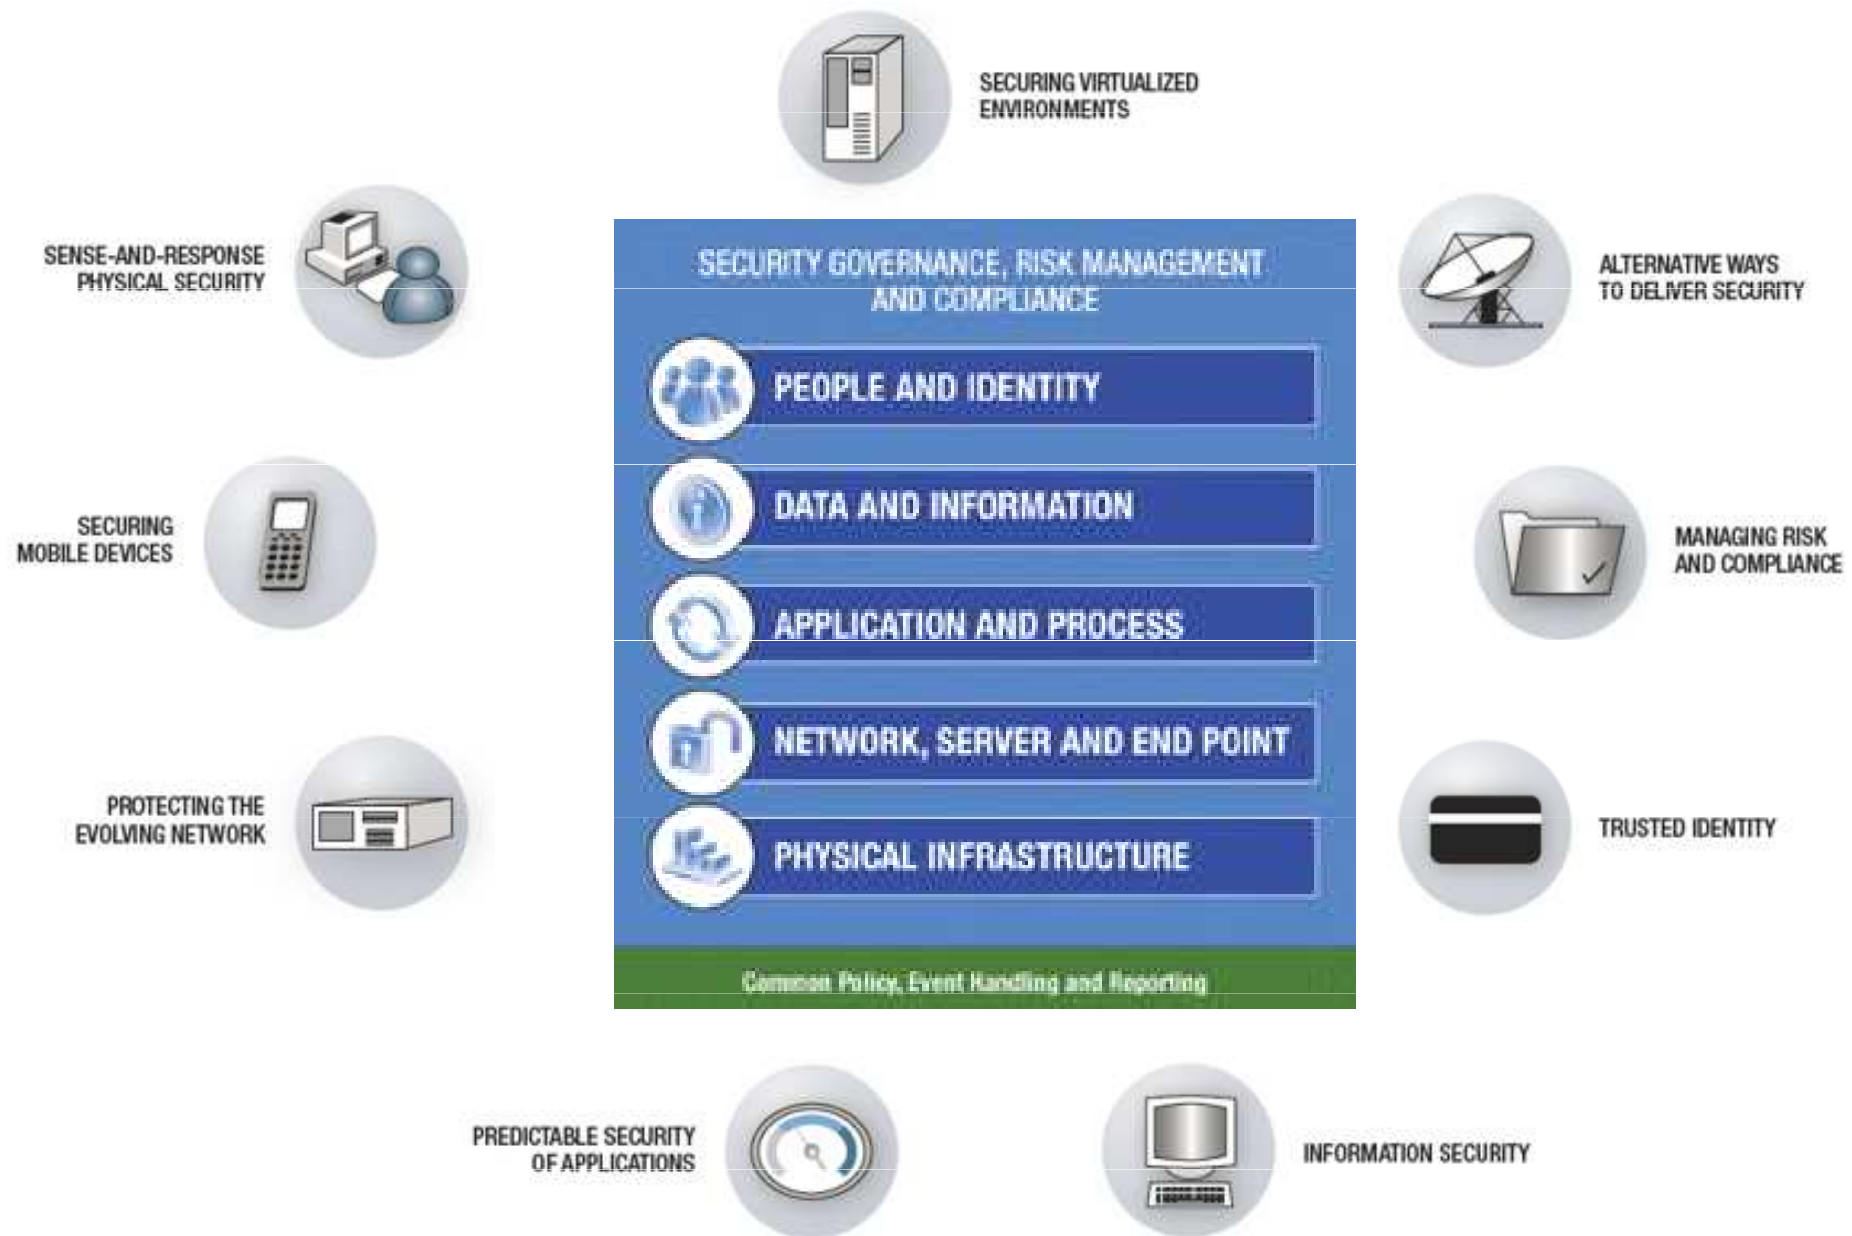 SECURING VIRTUALIZED
ENVIRONMENTS
SENSE-AND-RESPONSE
PHYSICAL SECURITY
ALTERNATIVE WAYS
TO DELIVER SECURITY
SECURITY GOVERNANCE, RISK MANAGEMENT
AND COMPLIANCE
PEOPLE AND IDENTITY
DATA AND INFORMATION
APPLICATION AND PROCESS
NETWORK, SERVER AND END POINT
PHYSICAL INFRASTRUCTURE
Common Policy, Event Handling and Reporting
SECURING
MOBILE DEVICES
MANAGING RISK
AND COMPLIANCE
PROTECTING THE
EVOLVING NETWORK
TRUSTED IDENTITY
PREDICTABLE SECURITY
OF APPLICATIONS
INFORMATION SECURITY